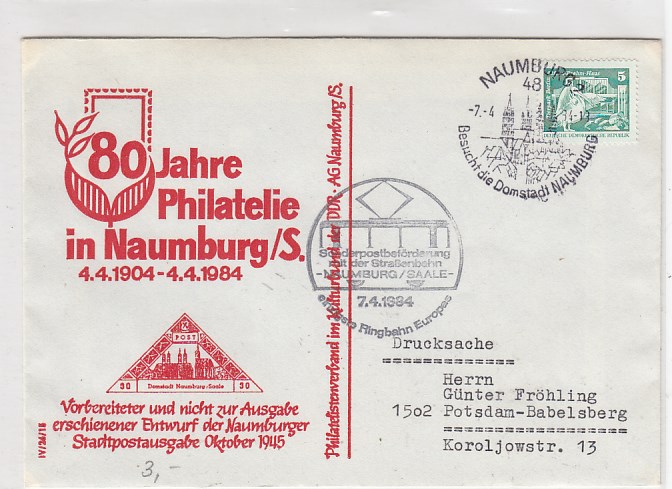 80 Jahre
Philatelie
in Naumburg/S.
4.4.1904-4.4.1984
POST
30 30
Domstadt Naumburg/Saale
Vorbereiteter und nicht zur Ausgabe
erschienener Entwurf der Naumburger
Stadtpostausgabe Oktober 1945
IV/26/15
3,-
Philatelistenverband im Kulturbund der DDR · AG Naumburg/S.
Sonderpostbeförderung
mit der Straßenbahn
-NAUMBURG/SAALE-
7.4.1984
Ringbahn Europas
NAUMBURG/S
48
-7.-4
Besucht die Domstadt NAUMBURG
5
DEUTSCHE DEMOKRATISCHE REPUBLIK
Drucksache
Herrn
Günter Fröhling
1502 Potsdam-Babelsberg
Koroljowstr. 13